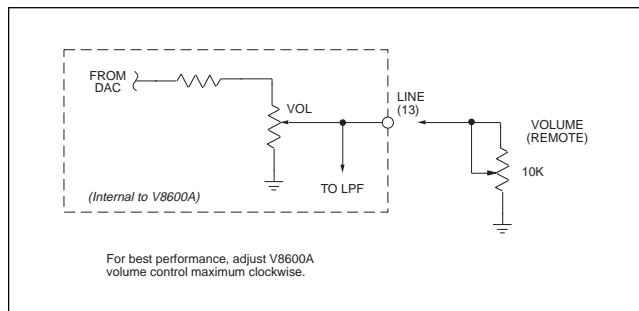 FROM
DAC
VOL
LINE
(13)
VOLUME
(REMOTE)
10K
TO LPF
(Internal to V8600A)
For best performance, adjust V8600A
volume control maximum clockwise.